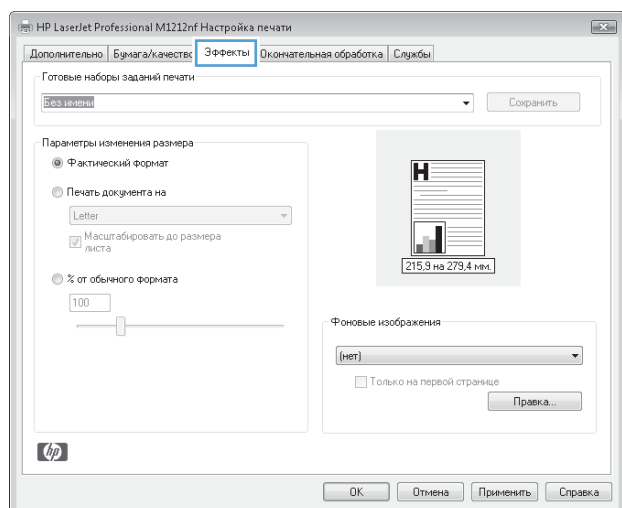 HP LaserJet Professional M1212nf Настройка печати
Дополнительно Бумага/качество Эффекты Окончательная обработка Службы
Готовые наборы заданий печати
Без имени
Сохранить
Параметры изменения размера
Фактический формат
Печать документа на
Letter
Масштабировать до размера
листа
% от обычного формата
100
H
215,9 на 279,4 мм.
Фоновые изображения
(нет)
Только на первой странице
Правка...
hp
OK Отмена Применить Справка